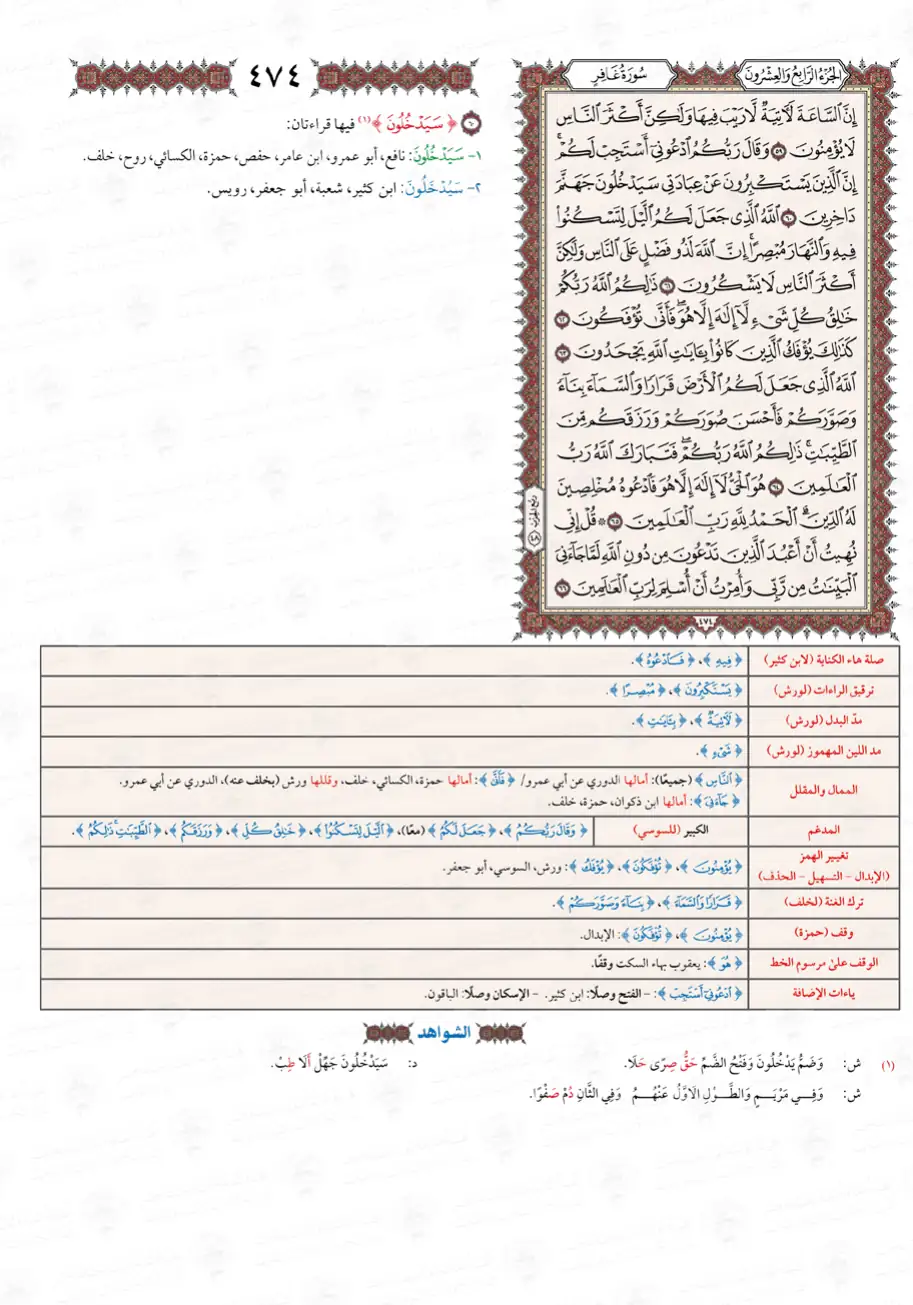 الجُزْءُ الرَّابِعُ وَالعِشْرُونَ
سُورَةُ غَافِرٍ
إِنَّ ٱلسَّاعَةَ لَأٓتِيَةٌ لَّا رَيْبَ فِيهَا وَلَٰكِنَّ أَكْثَرَ ٱلنَّاسِ
لَا يُؤْمِنُونَ ٥٩ وَقَالَ رَبُّكُمُ ٱدْعُونِىٓ أَسْتَجِبْ لَكُمْۚ
إِنَّ ٱلَّذِينَ يَسْتَكْبِرُونَ عَنْ عِبَادَتِى سَيَدْخُلُونَ جَهَنَّمَ
دَاخِرِينَ ٦٠ ٱللَّهُ ٱلَّذِى جَعَلَ لَكُمُ ٱلَّيْلَ لِتَسْكُنُوا۟
فِيهِ وَٱلنَّهَارَ مُبْصِرًاۚ إِنَّ ٱللَّهَ لَذُو فَضْلٍ عَلَى ٱلنَّاسِ وَلَٰكِنَّ
أَكْثَرَ ٱلنَّاسِ لَا يَشْكُرُونَ ٦١ ذَٰلِكُمُ ٱللَّهُ رَبُّكُمْ
خَٰلِقُ كُلِّ شَىْءٍ لَّآ إِلَٰهَ إِلَّا هُوَۖ فَأَنَّىٰ تُؤْفَكُونَ ٦٢
كَذَٰلِكَ يُؤْفَكُ ٱلَّذِينَ كَانُوا۟ بِـَٔايَٰتِ ٱللَّهِ يَجْحَدُونَ ٦٣
ٱللَّهُ ٱلَّذِى جَعَلَ لَكُمُ ٱلْأَرْضَ قَرَارًا وَٱلسَّمَآءَ بِنَآءً
وَصَوَّرَكُمْ فَأَحْسَنَ صُوَرَكُمْ وَرَزَقَكُم مِّنَ
ٱلطَّيِّبَٰتِۚ ذَٰلِكُمُ ٱللَّهُ رَبُّكُمْۖ فَتَبَارَكَ ٱللَّهُ رَبُّ
ٱلْعَٰلَمِينَ ٦٤ هُوَ ٱلْحَىُّ لَآ إِلَٰهَ إِلَّا هُوَ فَٱدْعُوهُ مُخْلِصِينَ
لَهُ ٱلدِّينَۗ ٱلْحَمْدُ لِلَّهِ رَبِّ ٱلْعَٰلَمِينَ ٦٥ ۞ قُلْ إِنِّى
نُهِيتُ أَنْ أَعْبُدَ ٱلَّذِينَ تَدْعُونَ مِن دُونِ ٱللَّهِ لَمَّا جَآءَنِىَ
ٱلْبَيِّنَٰتُ مِن رَّبِّى وَأُمِرْتُ أَنْ أُسْلِمَ لِرَبِّ ٱلْعَٰلَمِينَ ٦٦
ربع الحزب ٤٨
٤٧٤
٤٧٤
٦٠ ﴿ سَيَدْخُلُونَ ﴾(١) فيها قراءتان:
١- سَيَدْخُلُونَ: نافع، أبو عمرو، ابن عامر، حفص، حمزة، الكسائي، روح، خلف.
٢- سَيُدْخَلُونَ: ابن كثير، شعبة، أبو جعفر، رويس.
صلة هاء الكناية (لابن كثير) ﴿ فِيهِ ﴾، ﴿ فَٱدْعُوهُ ﴾.
ترقيق الراءات (لورش) ﴿ يَسْتَكْبِرُونَ ﴾، ﴿ مُبْصِرًا ﴾.
مدّ البدل (لورش) ﴿ لَأٓتِيَةٌ ﴾، ﴿ بِـَٔايَٰتِ ﴾.
مد اللين المهموز (لورش) ﴿ شَىْءٍ ﴾.
الممال والمقلل ﴿ ٱلنَّاسِ ﴾ (جميعًا): أمالها الدوري عن أبي عمرو/ ﴿ فَأَنَّىٰ ﴾: أمالها حمزة، الكسائي، خلف، وقللها ورش (بخلف عنه)، الدوري عن أبي عمرو.
﴿ جَآءَنِىَ ﴾: أمالها ابن ذكوان، حمزة، خلف.
المدغم الكبير (للسوسي) ﴿ وَقَالَ رَبُّكُمُ ﴾، ﴿ جَعَلَ لَكُمُ ﴾ (معًا)، ﴿ ٱلَّيْلَ لِتَسْكُنُوا۟ ﴾، ﴿ خَٰلِقُ كُلِّ ﴾، ﴿ وَرَزَقَكُم ﴾، ﴿ ٱلطَّيِّبَٰتِۚ ذَٰلِكُمُ ﴾.
تغيير الهمز
(الإبدال - التسهيل - الحذف) ﴿ يُؤْمِنُونَ ﴾، ﴿ تُؤْفَكُونَ ﴾، ﴿ يُؤْفَكُ ﴾: ورش، السوسي، أبو جعفر.
ترك الغنة (لخلف) ﴿ قَرَارًا وَٱلسَّمَآءَ ﴾، ﴿ بِنَآءً وَصَوَّرَكُمْ ﴾.
وقف (حمزة) ﴿ يُؤْمِنُونَ ﴾، ﴿ تُؤْفَكُونَ ﴾: الإبدال.
الوقف على مرسوم الخط ﴿ هُوَ ﴾: يعقوب بهاء السكت وقفًا.
ياءات الإضافة ﴿ ٱدْعُونِىٓ أَسْتَجِبْ ﴾: - الفتح وصلًا: ابن كثير. - الإسكان وصلًا: الباقون.
الشواهد
(١) ش: وَضَمُّ يَدْخُلُونَ وَفَتْحُ الضَّمِّ حَقُّ صِرًى حَلَا. د: سَيَدْخُلُونَ جَهِّلْ أَلَا طِبْ.
ش: وَفِي مَرْيَمٍ وَالطَّوْلِ الاوَّلُ عَنْهُمُ وَفِي الثَّانِ دُمْ صَفْوًا.